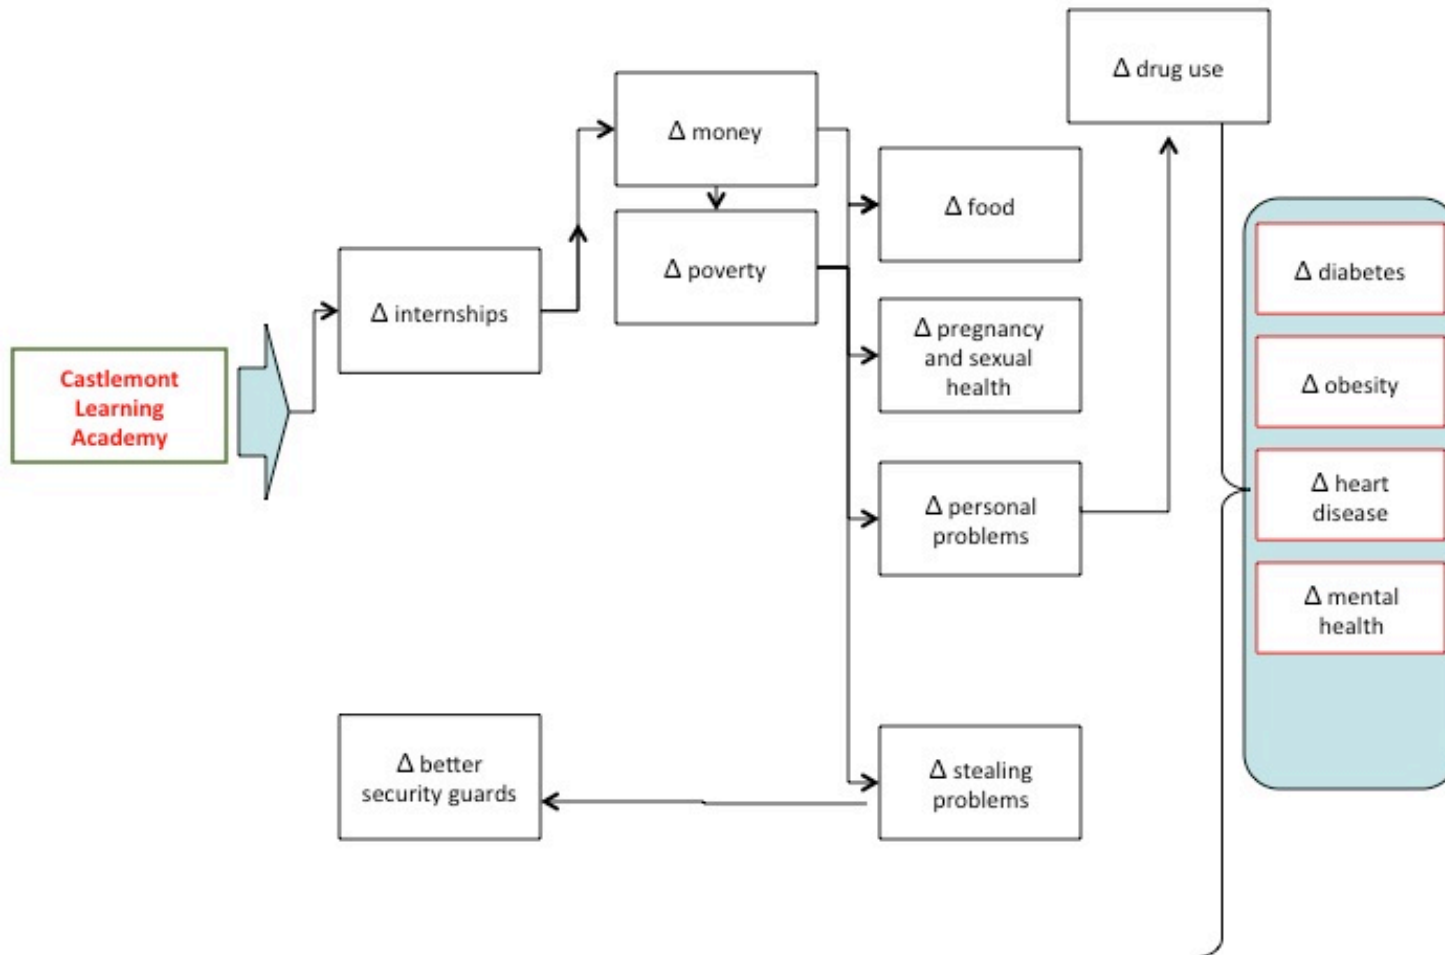 Castlemont
Learning
Academy
Δ internships
Δ better
security guards
Δ money
Δ poverty
Δ food
Δ pregnancy
and sexual
health
Δ personal
problems
Δ stealing
problems
Δ drug use
Δ diabetes
Δ obesity
Δ heart
disease
Δ mental
health